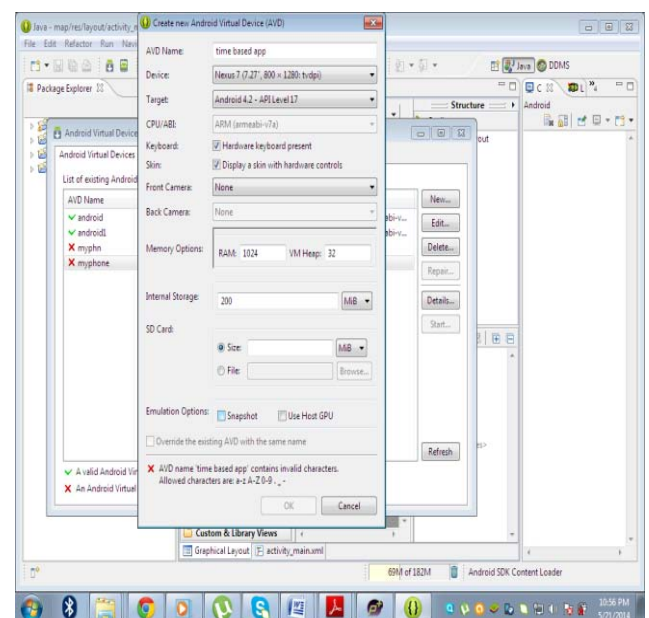 Java - map/res/layout/activity_
Create new Android Virtual Device (AVD)
File Edit Refactor Run Navi
Java DDMS
Package Explorer
Structure
Android
AVD Name: time based app
Device: Nexus 7 (7.27", 800 × 1280: tvdpi)
Target: Android 4.2 - API Level 17
CPU/ABI: ARM (armeabi-v7a)
Keyboard: Hardware keyboard present
Skin: Display a skin with hardware controls
Front Camera: None
Back Camera: None
Memory Options: RAM: 1024 VM Heap: 32
Internal Storage: 200 MiB
SD Card:
Size: MiB
File: Browse...
Emulation Options: Snapshot Use Host GPU
Override the existing AVD with the same name
AVD name 'time based app' contains invalid characters.
Allowed characters are: a-z A-Z 0-9 . _ -
OK Cancel
Android Virtual Device
Android Virtual Devices
List of existing Android
AVD Name
android
android1
myphn
myphone
A valid Android Vir
An Android Virtual
abi-v...
abi-v...
New...
Edit...
Delete...
Repair...
Details...
Start...
Refresh
out
Custom & Library Views
Graphical Layout activity_main.xml
69M of 182M
Android SDK Content Loader
10:56 PM
5/21/2014